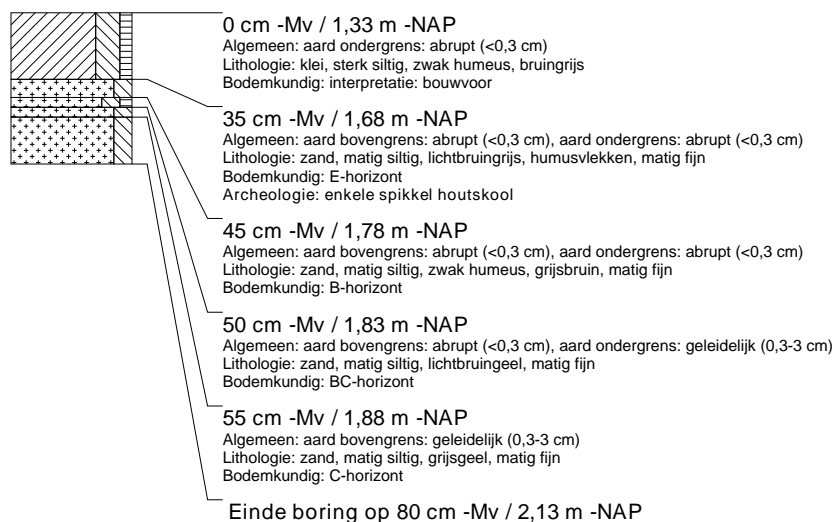 0 cm -Mv / 1,33 m -NAP
Algemeen: aard ondergrens: abrupt (<0,3 cm)
Lithologie: klei, sterk siltig, zwak humeus, bruingrijs
Bodemkundig: interpretatie: bouwvoor
35 cm -Mv / 1,68 m -NAP
Algemeen: aard bovengrens: abrupt (<0,3 cm), aard ondergrens: abrupt (<0,3 cm)
Lithologie: zand, matig siltig, lichtbruingrijs, humusvlekken, matig fijn
Bodemkundig: E-horizont
Archeologie: enkele spikkel houtskool
45 cm -Mv / 1,78 m -NAP
Algemeen: aard bovengrens: abrupt (<0,3 cm), aard ondergrens: abrupt (<0,3 cm)
Lithologie: zand, matig siltig, zwak humeus, grijsbruin, matig fijn
Bodemkundig: B-horizont
50 cm -Mv / 1,83 m -NAP
Algemeen: aard bovengrens: abrupt (<0,3 cm), aard ondergrens: geleidelijk (0,3-3 cm)
Lithologie: zand, matig siltig, lichtbruingeel, matig fijn
Bodemkundig: BC-horizont
55 cm -Mv / 1,88 m -NAP
Algemeen: aard bovengrens: geleidelijk (0,3-3 cm)
Lithologie: zand, matig siltig, grijsgeel, matig fijn
Bodemkundig: C-horizont
Einde boring op 80 cm -Mv / 2,13 m -NAP